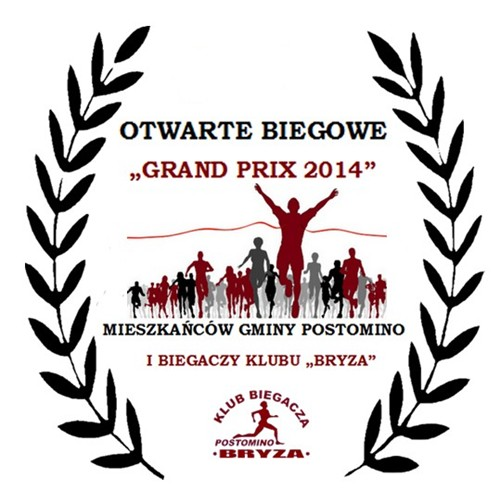 OTWARTE BIEGOWE
„GRAND PRIX 2014”
MIESZKAŃCÓW GMINY POSTOMINO
I BIEGACZY KLUBU „BRYZA”
KLUB BIEGACZA
POSTOMINO
·BRYZA·